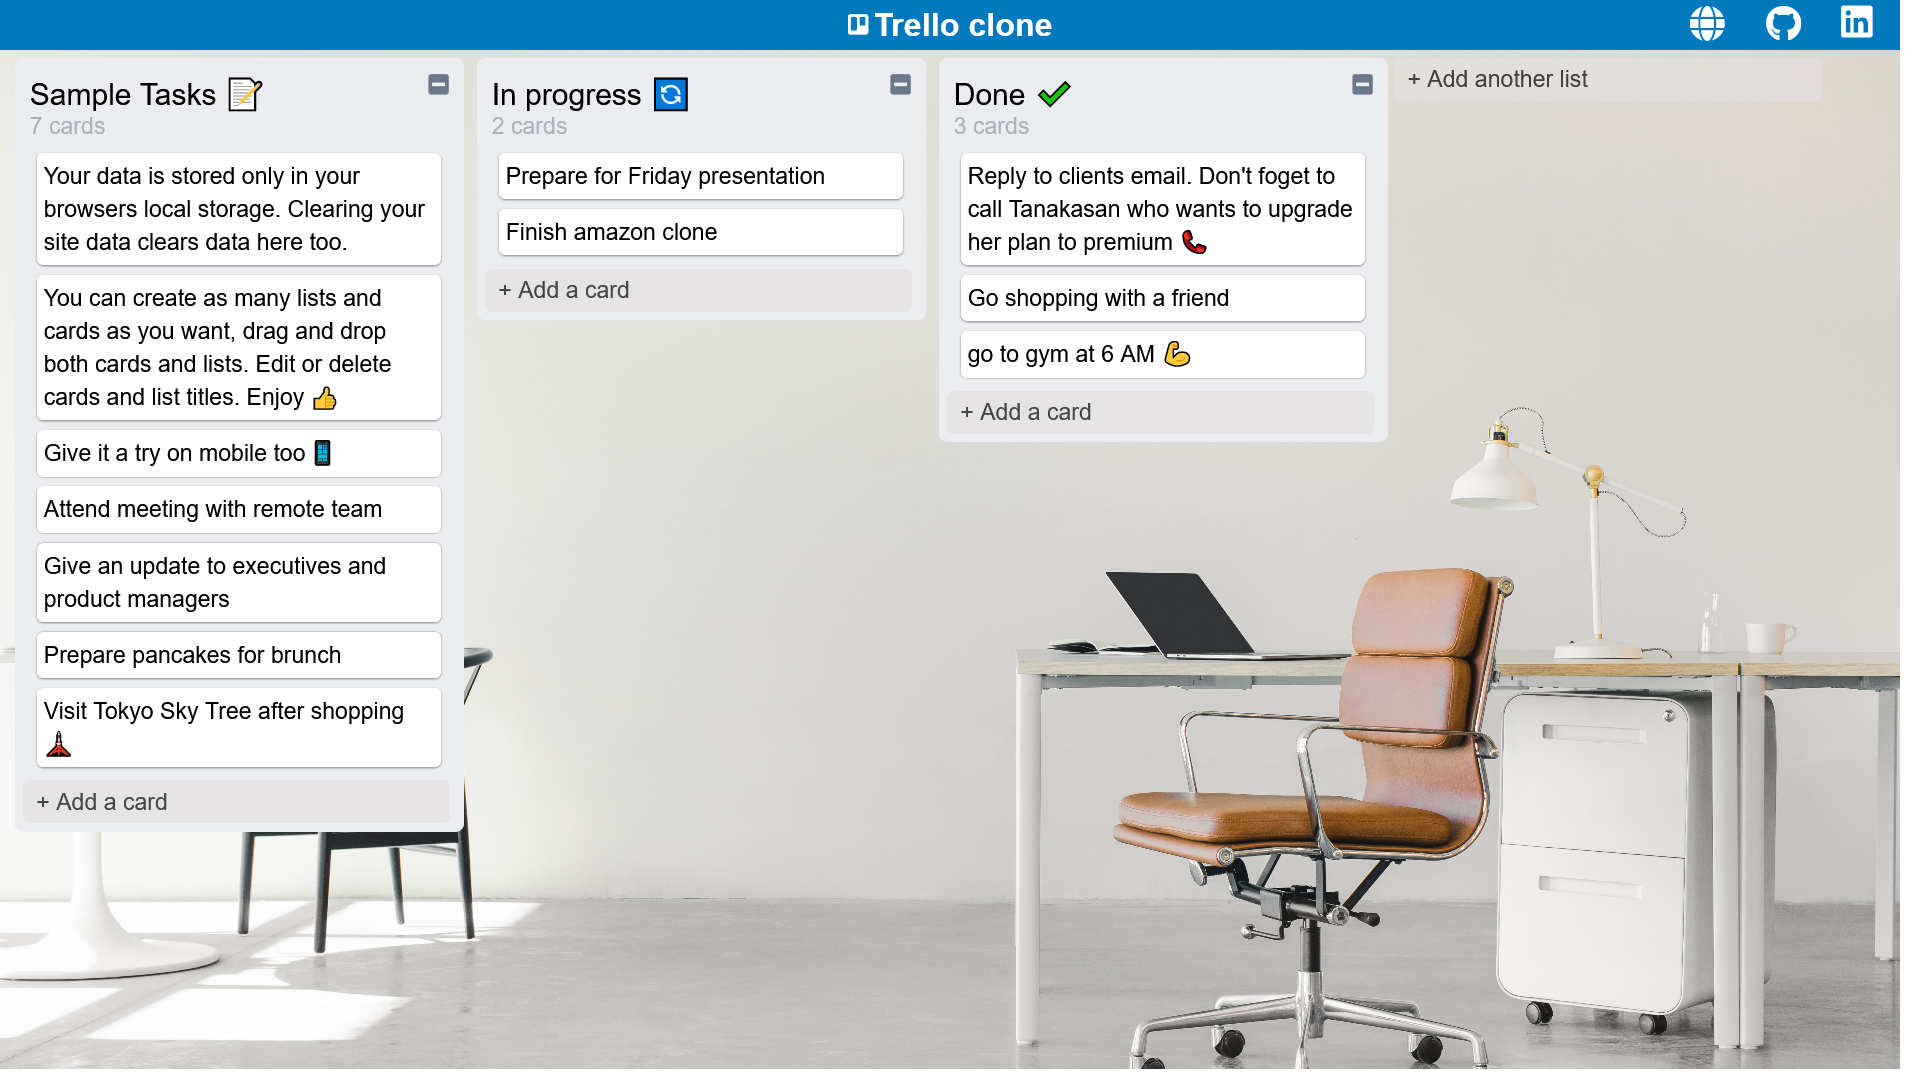 Trello clone
Sample Tasks 📝
7 cards
Your data is stored only in your
browsers local storage. Clearing your
site data clears data here too.
You can create as many lists and
cards as you want, drag and drop
both cards and lists. Edit or delete
cards and list titles. Enjoy 👍
Give it a try on mobile too 📱
Attend meeting with remote team
Give an update to executives and
product managers
Prepare pancakes for brunch
Visit Tokyo Sky Tree after shopping
🗼
+ Add a card
In progress 🔄
2 cards
Prepare for Friday presentation
Finish amazon clone
+ Add a card
Done ✔
3 cards
Reply to clients email. Don't foget to
call Tanakasan who wants to upgrade
her plan to premium 📞
Go shopping with a friend
go to gym at 6 AM 💪
+ Add a card
+ Add another list